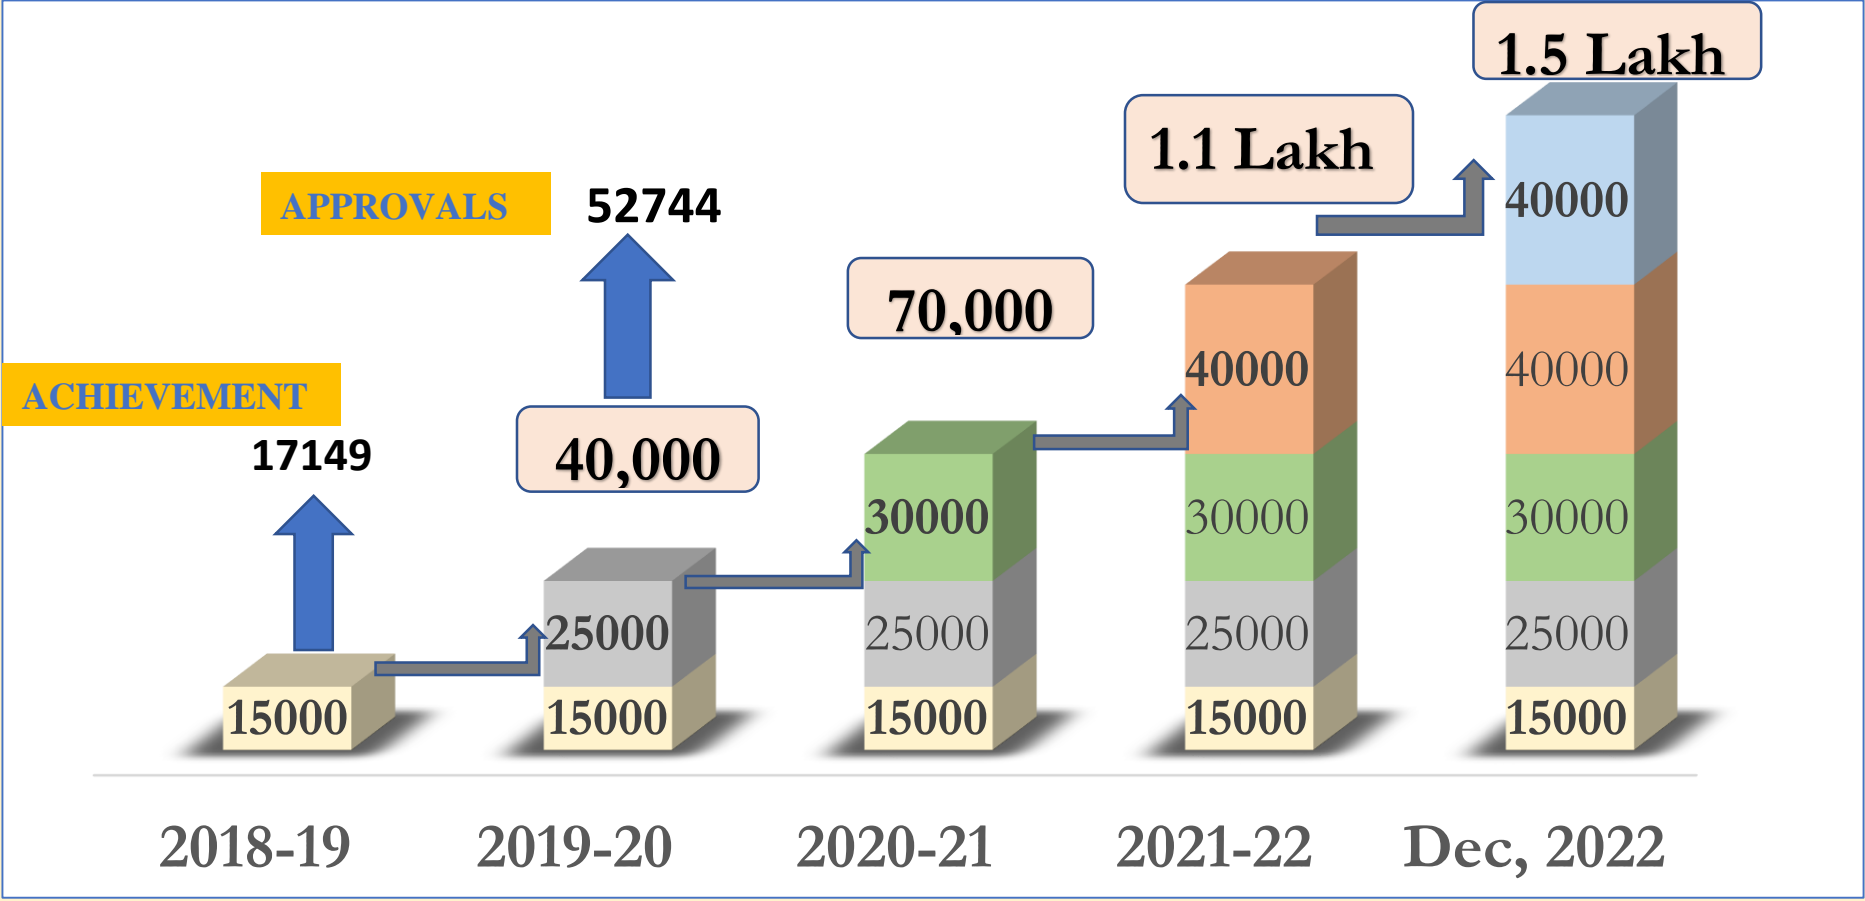 1.5 Lakh
1.1 Lakh
APPROVALS 52744
70,000
ACHIEVEMENT
17149
40,000
40000
40000 40000
30000 30000 30000
25000 25000 25000 25000
15000 15000 15000 15000 15000
2018-19 2019-20 2020-21 2021-22 Dec, 2022